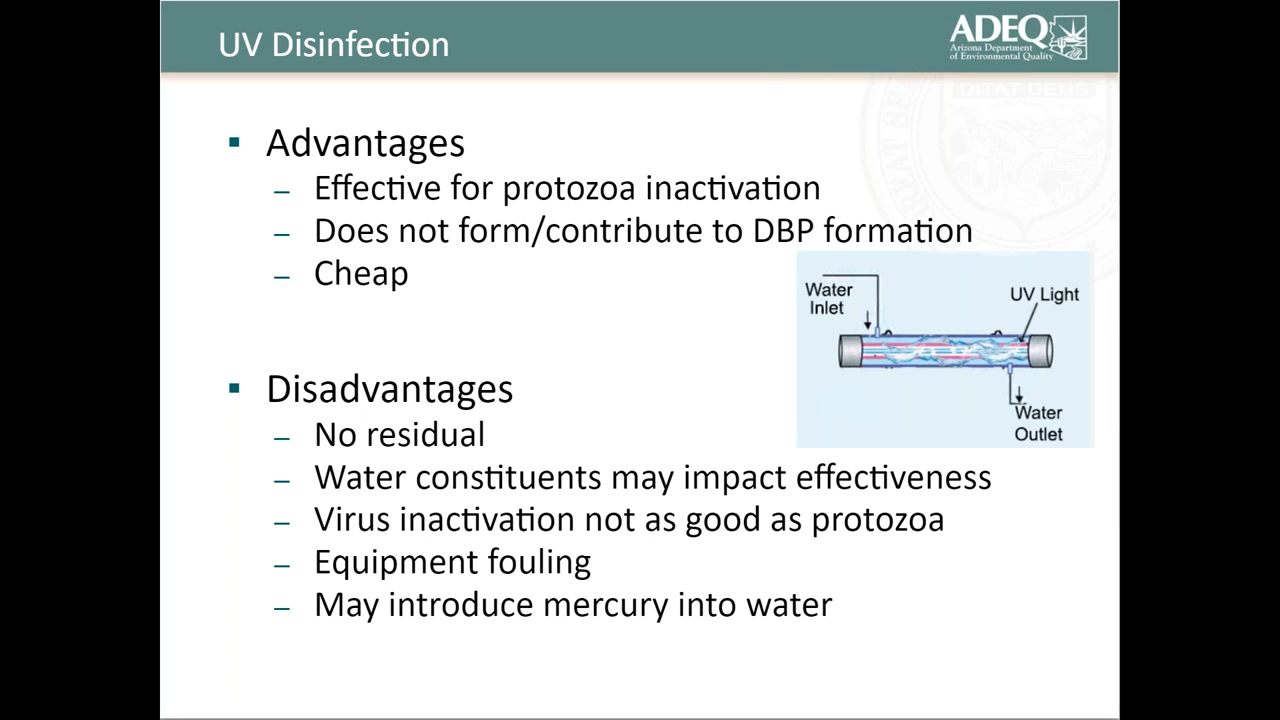 UV Disinfection
ADEQ
Arizona Department
of Environmental Quality
DITAT DEUS
▪ Advantages
– Effective for protozoa inactivation
– Does not form/contribute to DBP formation
– Cheap
Water
Inlet
UV Light
Water
Outlet
▪ Disadvantages
– No residual
– Water constituents may impact effectiveness
– Virus inactivation not as good as protozoa
– Equipment fouling
– May introduce mercury into water